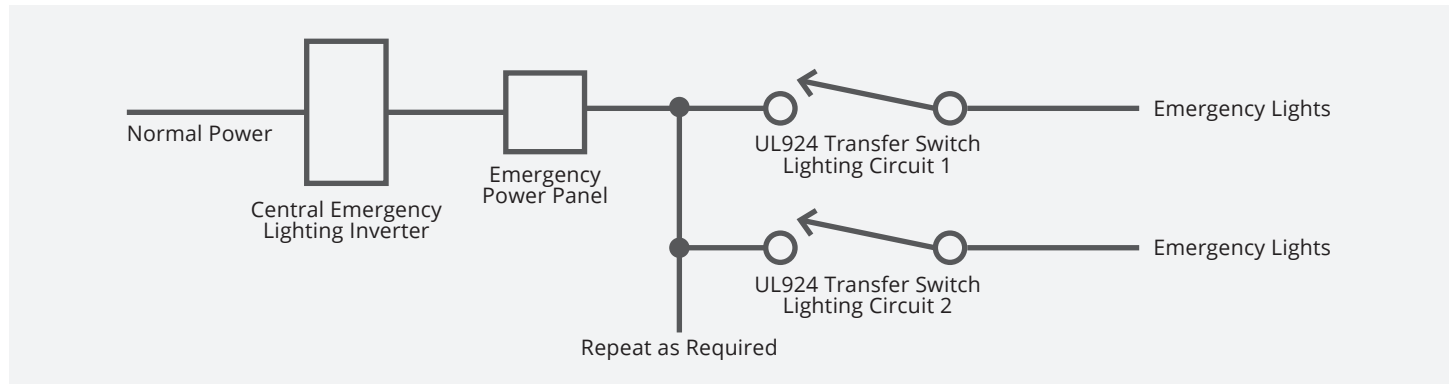 Normal Power
Central Emergency
Lighting Inverter
Emergency
Power Panel
UL924 Transfer Switch
Lighting Circuit 1
Emergency Lights
UL924 Transfer Switch
Lighting Circuit 2
Emergency Lights
Repeat as Required